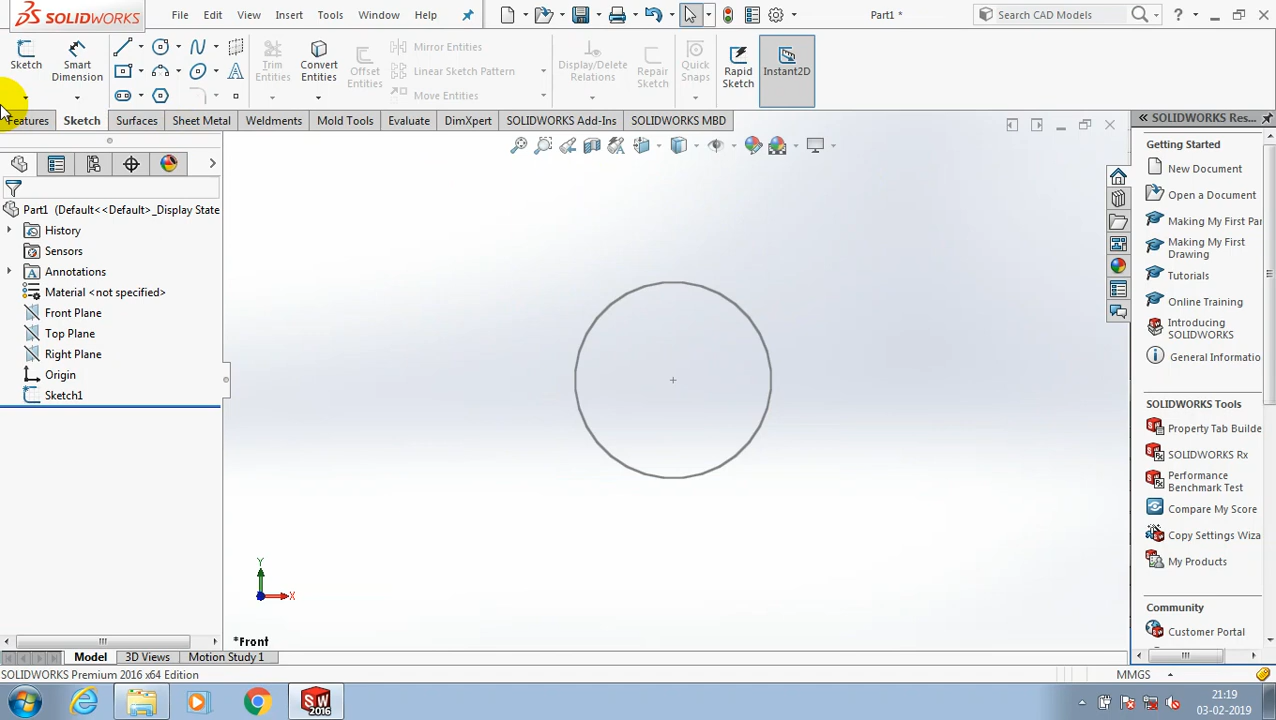 SOLIDWORKS File Edit View Insert Tools Window Help Part1 * Search CAD Models
Sketch Smart Dimension Trim Entities Convert Entities Offset Entities Mirror Entities Linear Sketch Pattern Move Entities Display/Delete Relations Repair Sketch Quick Snaps Rapid Sketch Instant2D
Features Sketch Surfaces Sheet Metal Weldments Mold Tools Evaluate DimXpert SOLIDWORKS Add-Ins SOLIDWORKS MBD
Part1 (Default<<Default>_Display State
History
Sensors
Annotations
Material <not specified>
Front Plane
Top Plane
Right Plane
Origin
Sketch1
Y
X
*Front
SOLIDWORKS Res...
Getting Started
New Document
Open a Document
Making My First Par
Making My First
Drawing
Tutorials
Online Training
Introducing
SOLIDWORKS
General Informatio
SOLIDWORKS Tools
Property Tab Builde
SOLIDWORKS Rx
Performance
Benchmark Test
Compare My Score
Copy Settings Wiza
My Products
Community
Customer Portal
Model 3D Views Motion Study 1
SOLIDWORKS Premium 2016 x64 Edition MMGS
SW 2016
21:19
03-02-2019